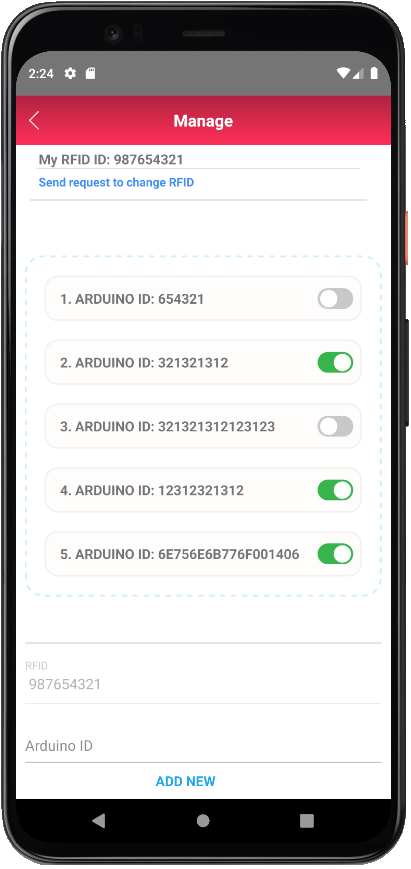 2:24
Manage
My RFID ID: 987654321
Send request to change RFID
1. ARDUINO ID: 654321
2. ARDUINO ID: 321321312
3. ARDUINO ID: 321321312123123
4. ARDUINO ID: 12312321312
5. ARDUINO ID: 6E756E6B776F001406
RFID
987654321
Arduino ID
ADD NEW